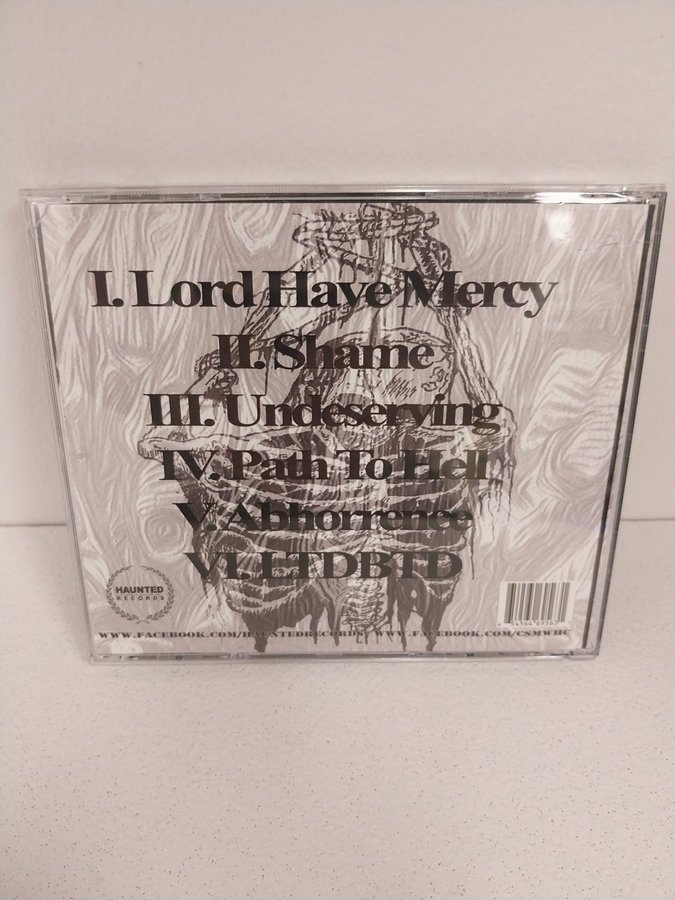 I. Lord Have Mercy
II. Shame
III. Undeserving
IV. Path To Hell
V. Abhorrence
VI. LTDBTD
HAUNTED
RECORDS
WWW.FACEBOOK.COM/HAUNTEDRECORDS WWW.FACEBOOK.COM/CSMWHC